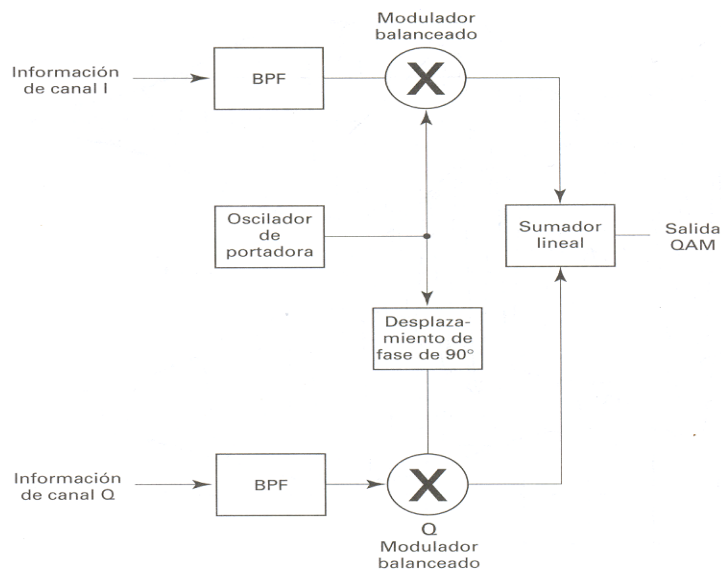 Modulador
balanceado
Información
de canal I
BPF
X
Oscilador
de
portadora
Sumador
lineal
Salida
QAM
Desplaza-
miento de
fase de 90°
Información
de canal Q
BPF
X
Q
Modulador
balanceado